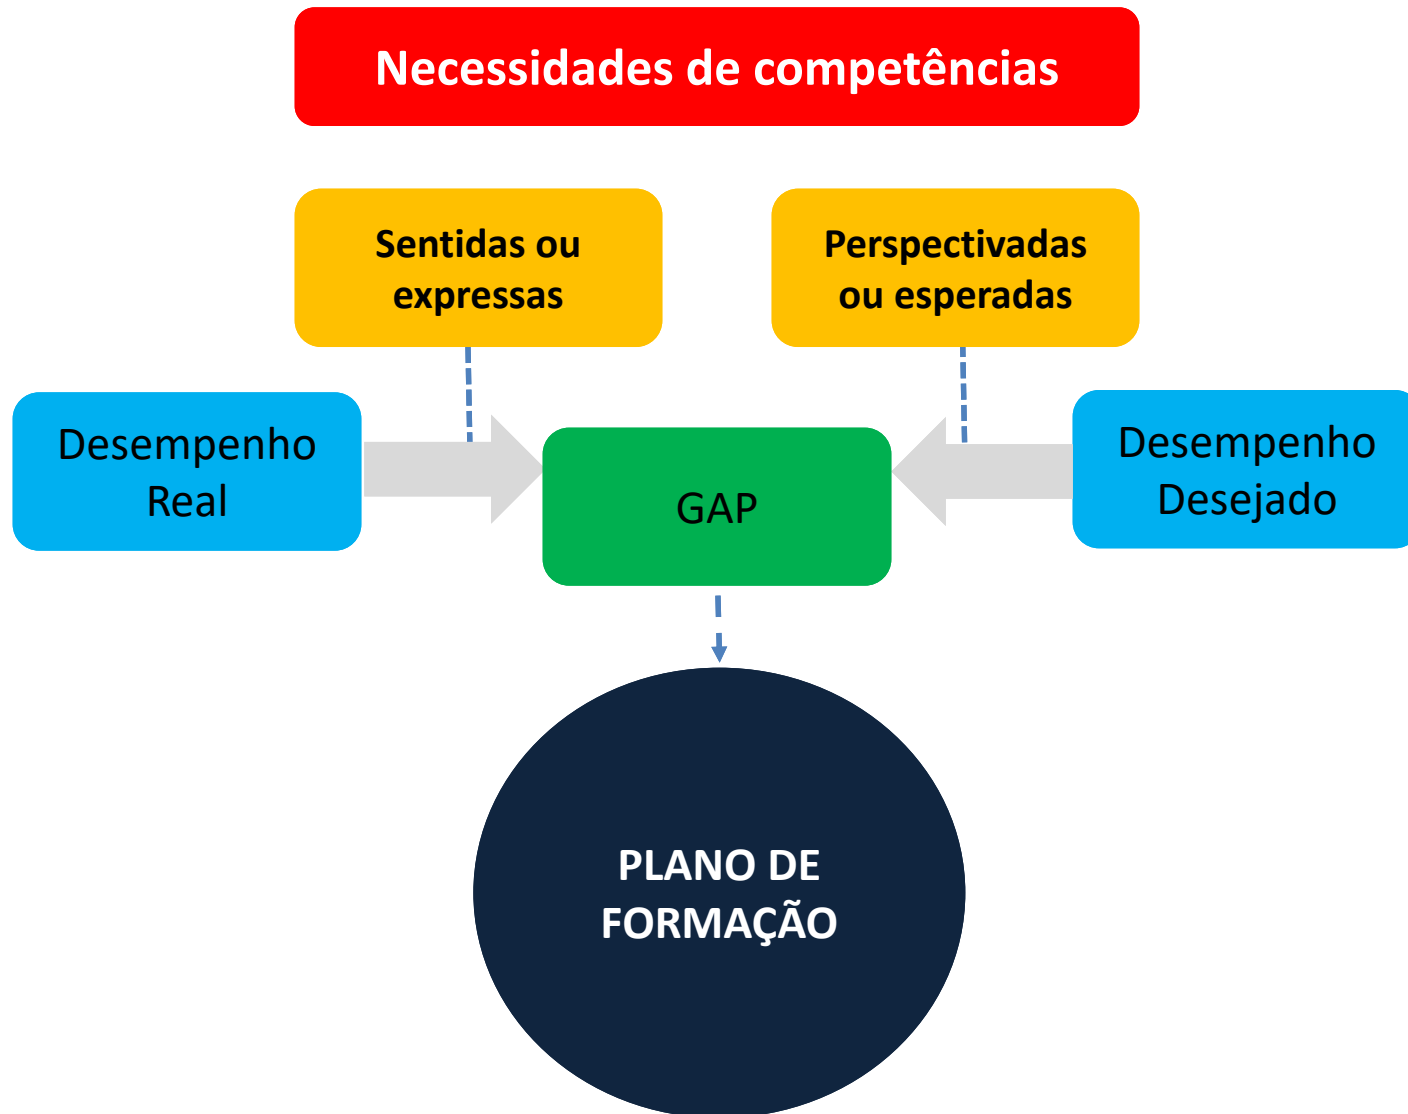 Necessidades de competências
Sentidas ou
expressas
Perspectivadas
ou esperadas
Desempenho
Real
GAP
Desempenho
Desejado
PLANO DE
FORMAÇÃO